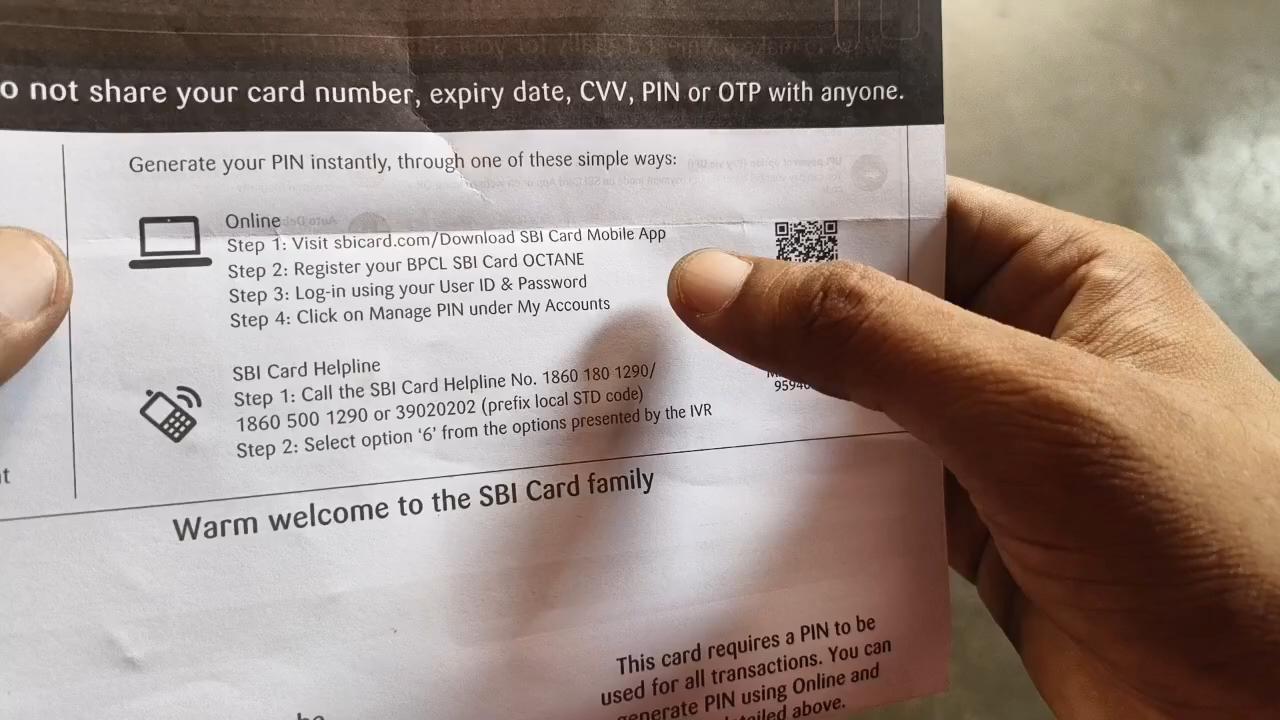 o not share your card number, expiry date, CVV, PIN or OTP with anyone.
Generate your PIN instantly, through one of these simple ways:
Online
Step 1: Visit sbicard.com/Download SBI Card Mobile App
Step 2: Register your BPCL SBI Card OCTANE
Step 3: Log-in using your User ID & Password
Step 4: Click on Manage PIN under My Accounts
SBI Card Helpline
Step 1: Call the SBI Card Helpline No. 1860 180 1290/
1860 500 1290 or 39020202 (prefix local STD code)
Step 2: Select option ‘6’ from the options presented by the IVR
Warm welcome to the SBI Card family
This card requires a PIN to be
used for all transactions. You can
generate PIN using Online and
above.